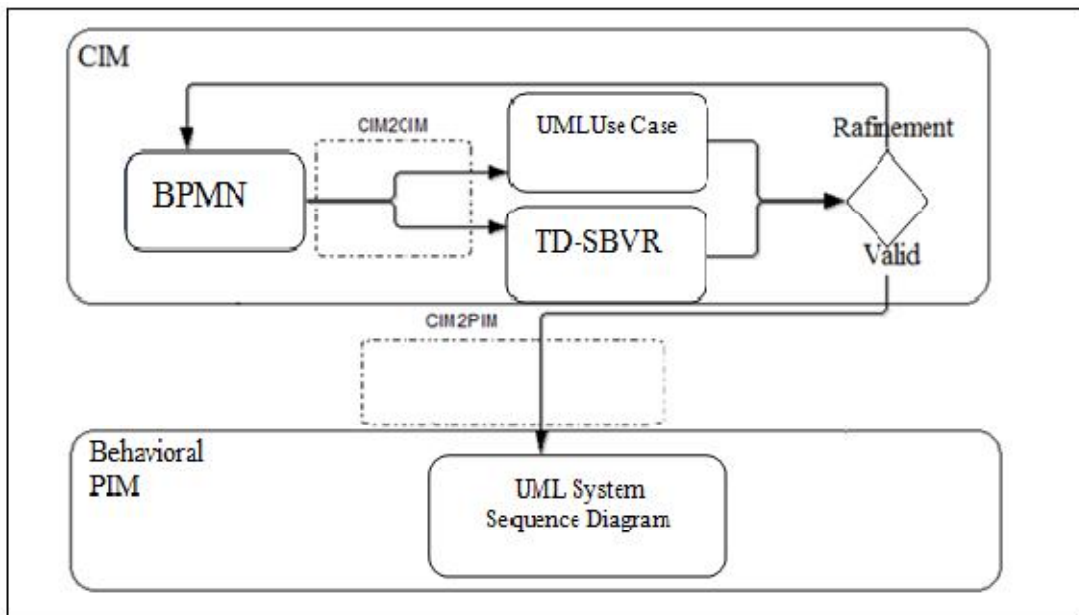 CIM
CIM2CIM
UMLUse Case
Rafinement
BPMN
TD-SBVR
Valid
CIM2PIM
Behavioral
PIM
UML System
Sequence Diagram